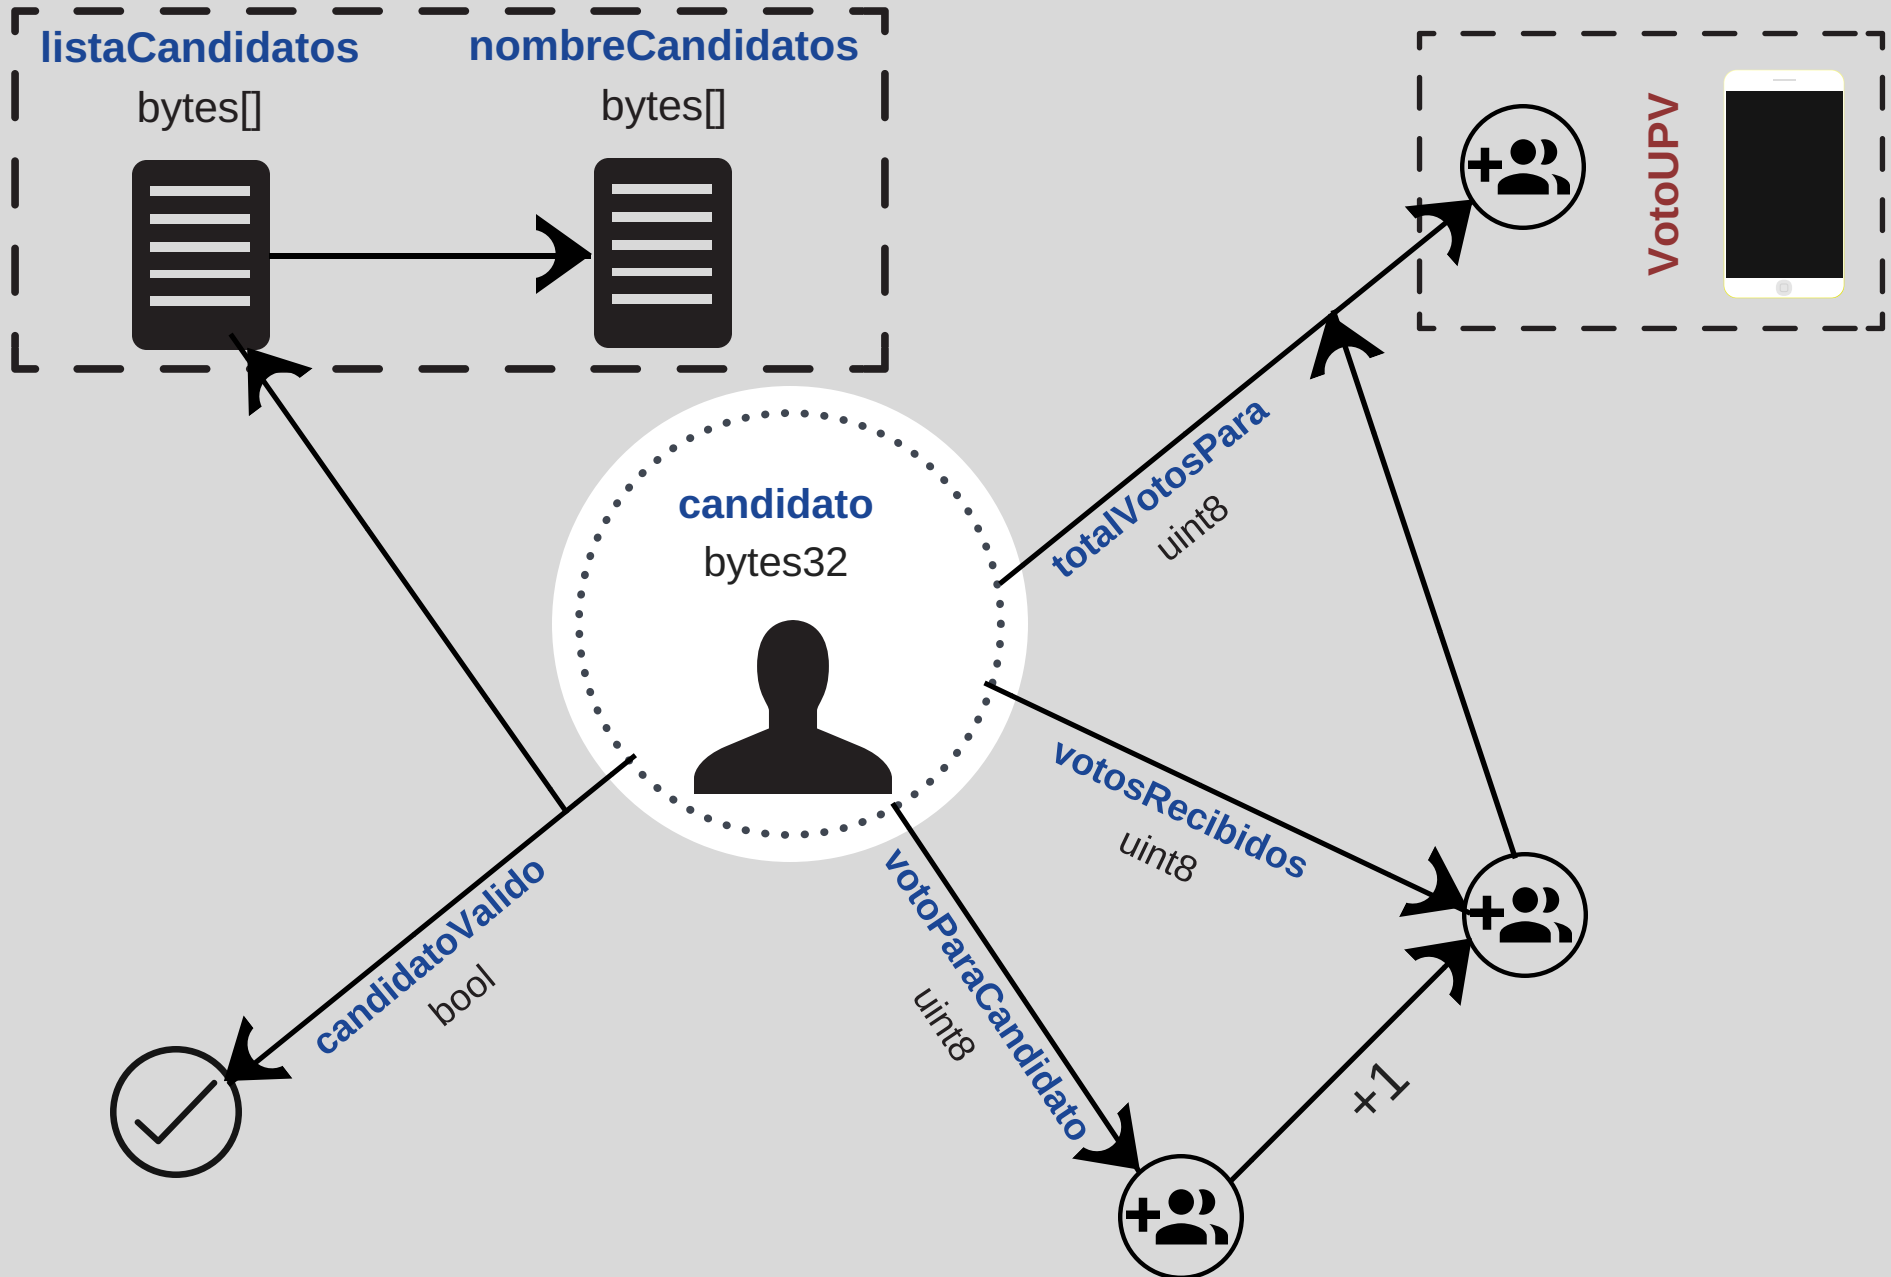 listaCandidatos
bytes[]
nombreCandidatos
bytes[]
VotoUPV
candidato
bytes32
totalVotosPara
uint8
votosRecibidos
uint8
votoParaCandidato
uint8
candidatoValido
bool
+1